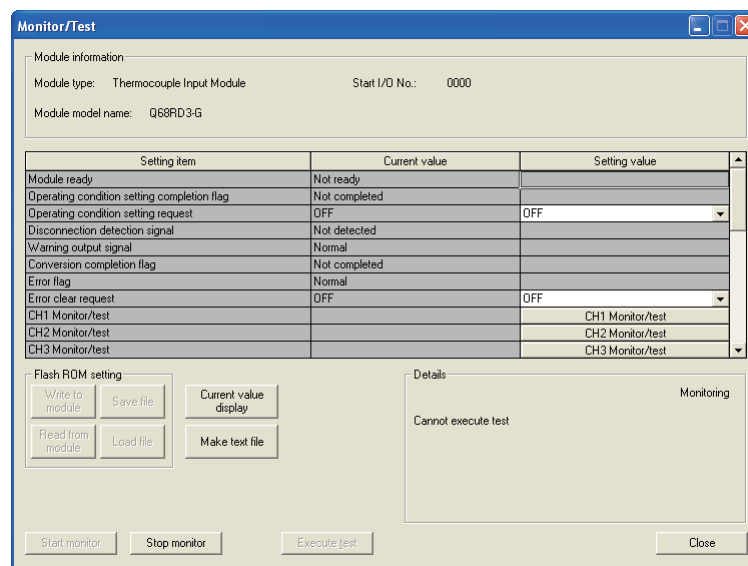 Monitor/Test
Module information
Module type: Thermocouple Input Module Start I/O No.: 0000
Module model name: Q68RD3-G
Setting item Current value Setting value
Module ready Not ready
Operating condition setting completion flag Not completed
Operating condition setting request OFF OFF
Disconnection detection signal Not detected
Warning output signal Normal
Conversion completion flag Not completed
Error flag Normal
Error clear request OFF OFF
CH1 Monitor/test CH1 Monitor/test
CH2 Monitor/test CH2 Monitor/test
CH3 Monitor/test CH3 Monitor/test
Flash ROM setting
Write to module
Save file
Current value display
Read from module
Load file
Make text file
Details
Monitoring
Cannot execute test
Start monitor Stop monitor Execute test Close